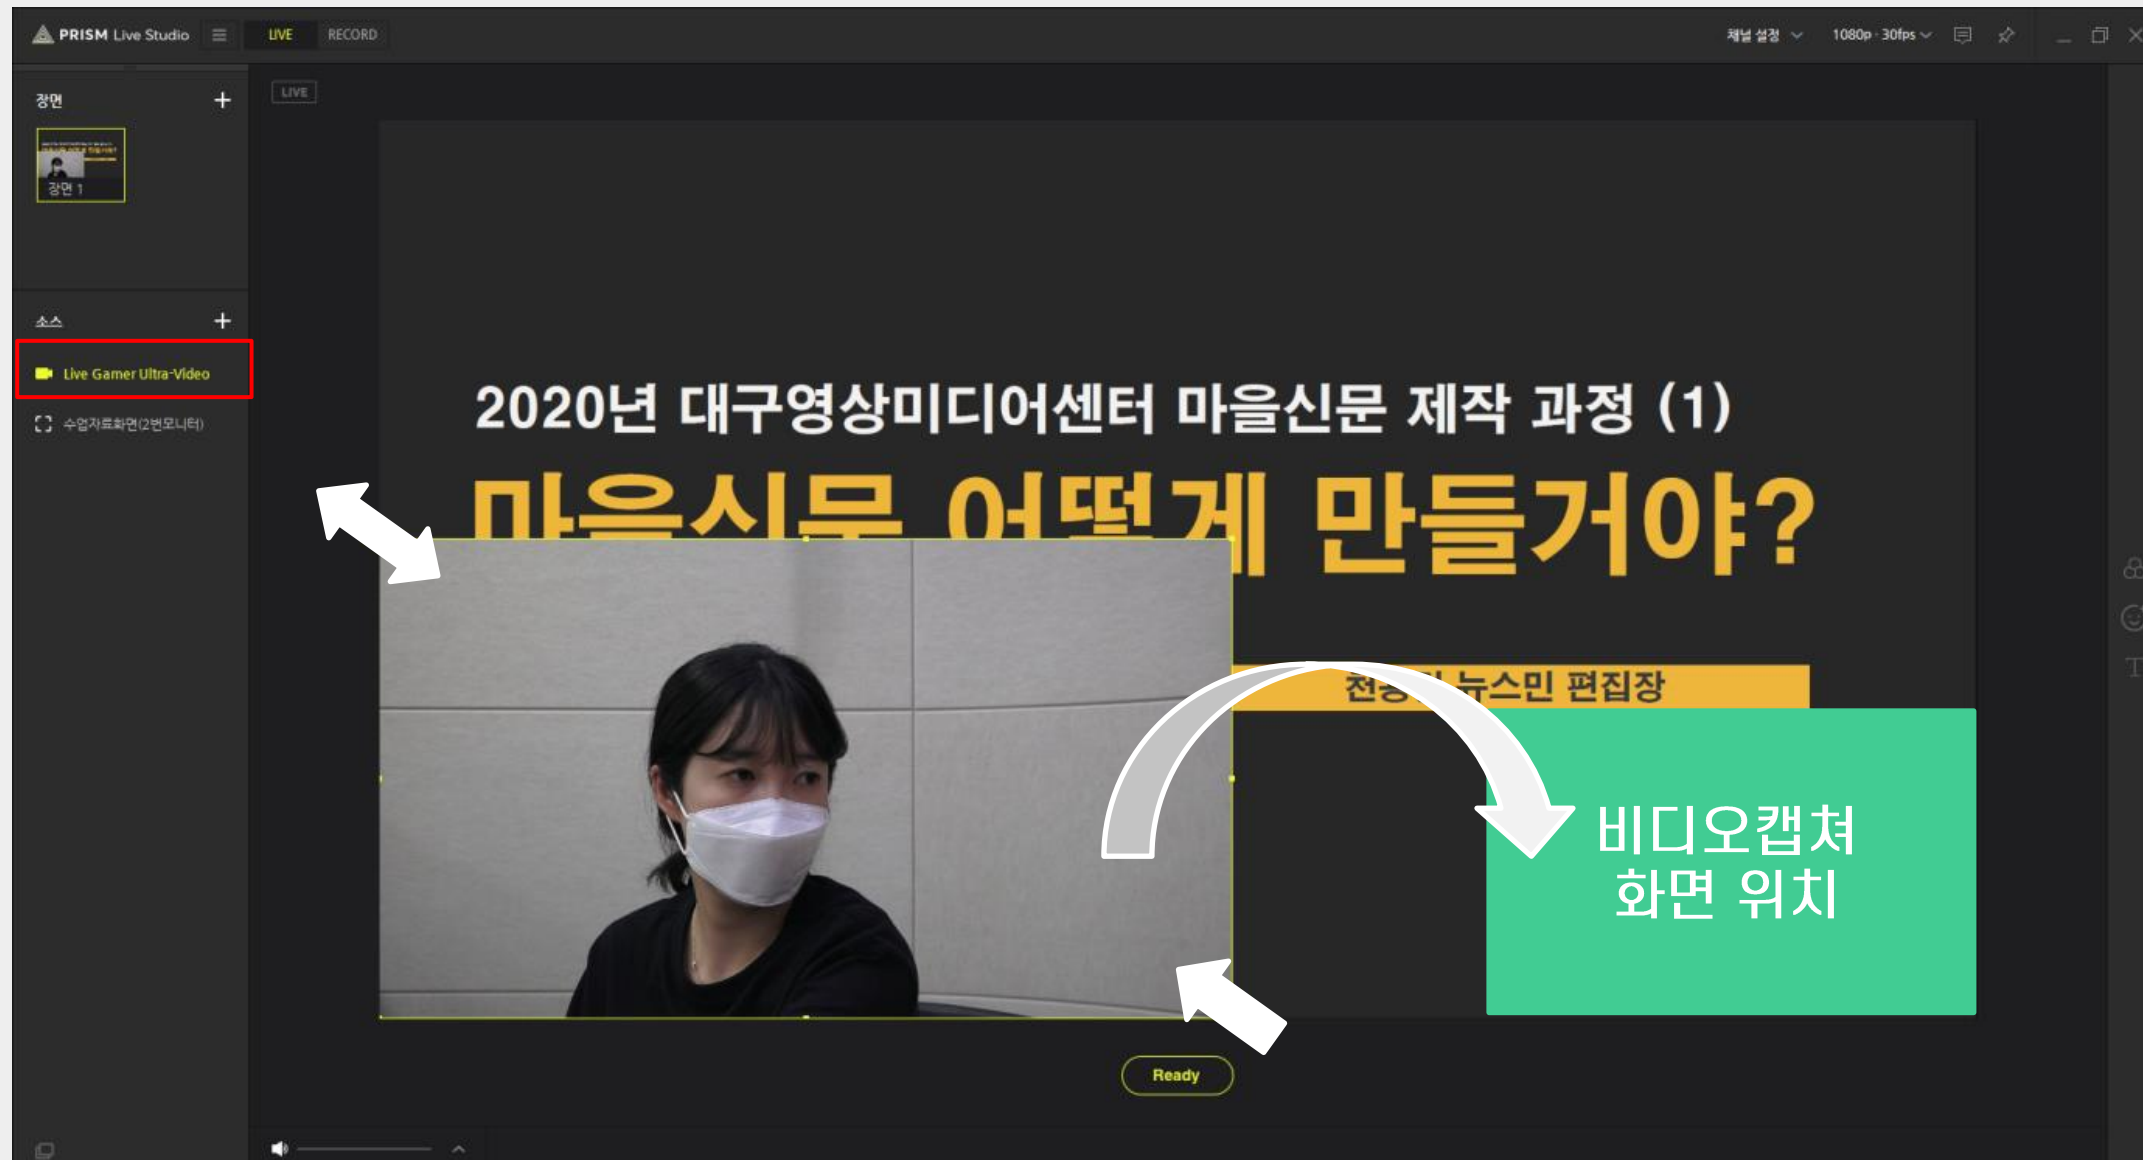 PRISM Live Studio
LIVE
RECORD
채널 설정
1080p · 30fps
장면
LIVE
장면 1
소스
Live Gamer Ultra-Video
수업자료화면(2번모니터)
2020년 대구영상미디어센터 마을신문 제작 과정 (1)
마을신문 어떻게 만들거야?
뉴스민 편집장
비디오캡쳐
화면 위치
Ready